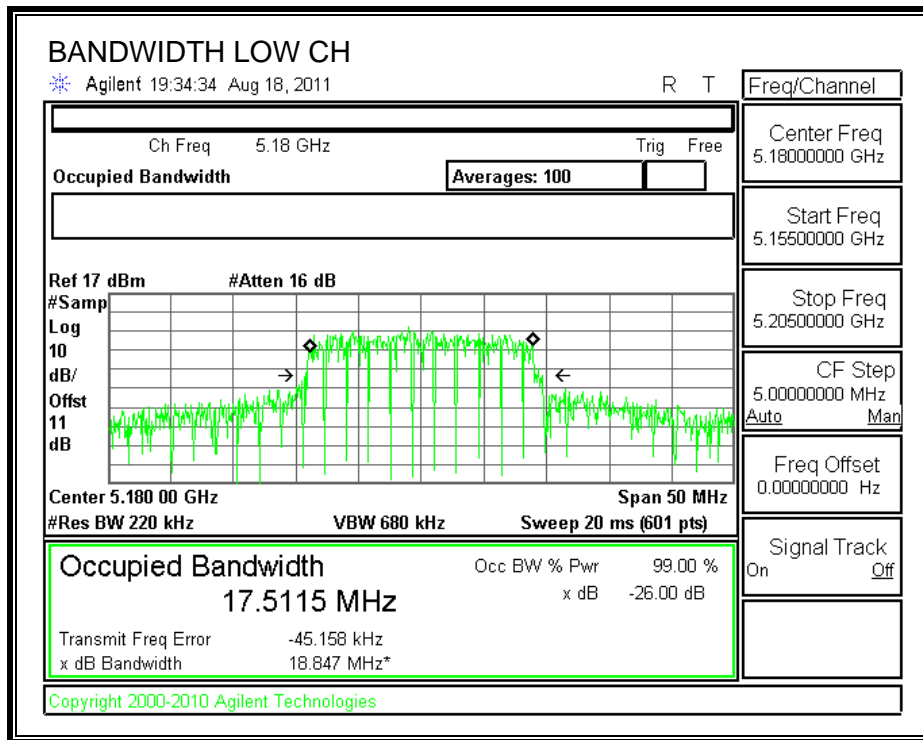 BANDWIDTH LOW CH
Agilent 19:34:34 Aug 18, 2011 R T
Freq/Channel
Ch Freq 5.18 GHz Trig Free
Occupied Bandwidth Averages: 100
Center Freq
5.18000000 GHz
Start Freq
5.15500000 GHz
Stop Freq
5.20500000 GHz
CF Step
5.00000000 MHz
Auto Man
Freq Offset
0.00000000 Hz
Signal Track
On Off
Ref 17 dBm #Atten 16 dB
#Samp
Log
10
dB/
Offst
11
dB
Center 5.180 00 GHz Span 50 MHz
#Res BW 220 kHz VBW 680 kHz Sweep 20 ms (601 pts)
Occupied Bandwidth
17.5115 MHz
Occ BW % Pwr 99.00 %
x dB -26.00 dB
Transmit Freq Error -45.158 kHz
x dB Bandwidth 18.847 MHz*
Copyright 2000-2010 Agilent Technologies